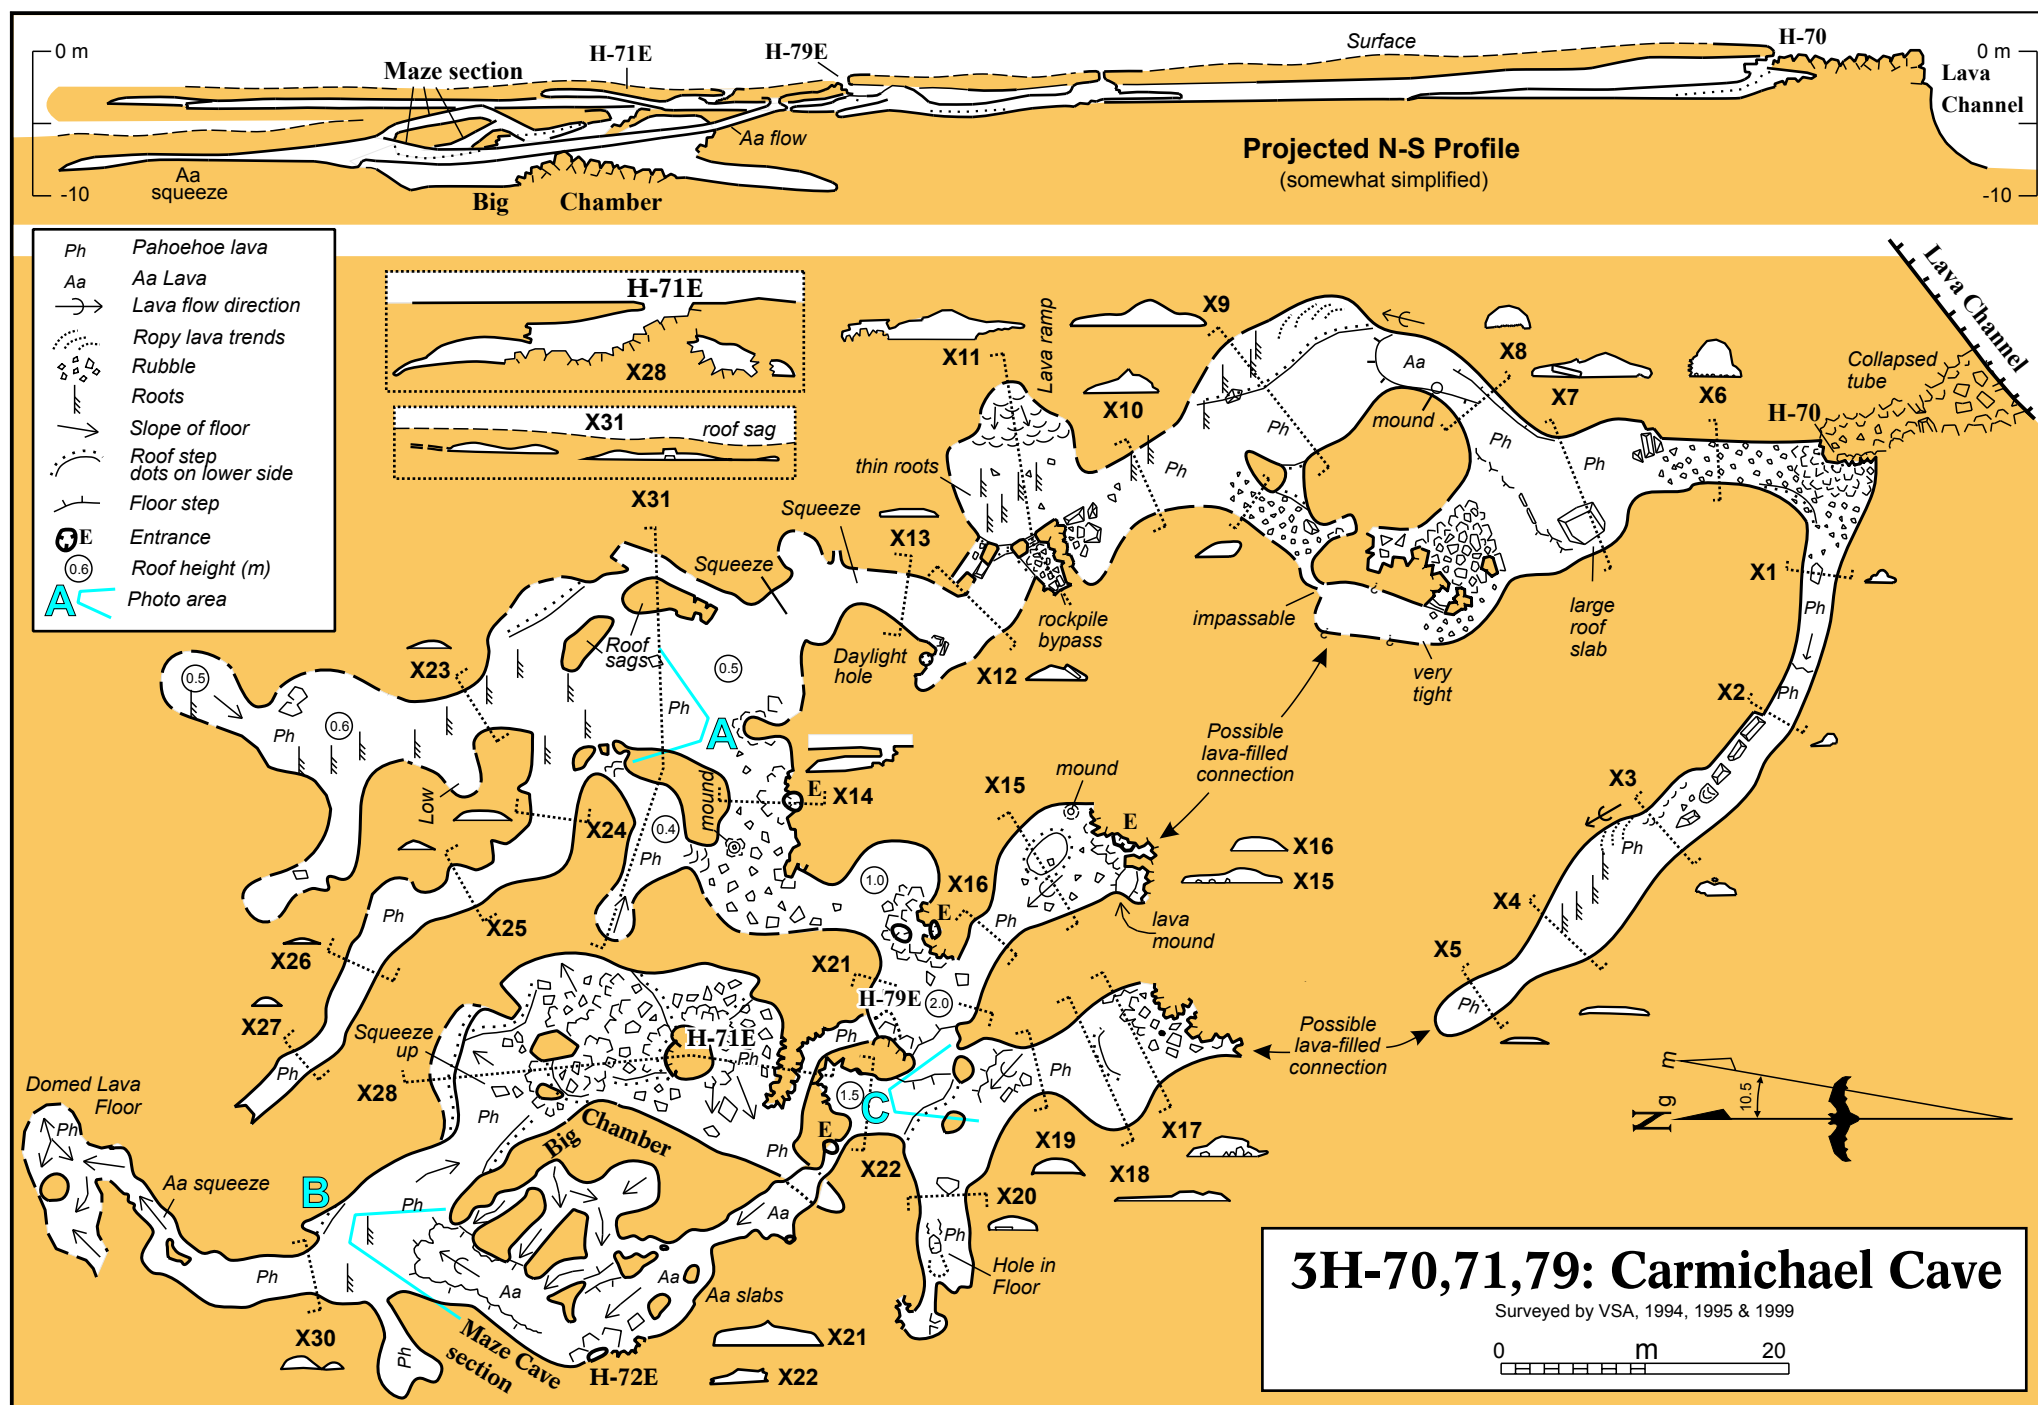 0 m
H-71E
H-79E
Surface
H-70
0 m
Maze section
Lava
Channel
Aa flow
Projected N-S Profile
(somewhat simplified)
Aa
squeeze
-10
Big Chamber
-10
Ph Pahoehoe lava
Aa Aa Lava
Lava flow direction
Ropy lava trends
Rubble
Roots
Slope of floor
Roof step
dots on lower side
Floor step
E Entrance
0.6 Roof height (m)
A Photo area
H-71E
X28
X31
roof sag
X31
Lava Channel
Collapsed
tube
H-70
X11
Lava ramp
X9
X10
X8
X7
X6
Aa
mound
Ph
Ph
Ph
Ph
thin roots
Squeeze
X13
Squeeze
rockpile
bypass
impassable
large
roof
slab
very
tight
X1
Ph
X2
Ph
X3
Ph
X4
X5
Ph
Daylight
hole
X12
Possible
lava-filled
connection
Roof
sags
X23
0.5
0.5
0.6
Ph
Ph
A
Low
mound
E
X14
X24
0.4
Ph
X15
mound
E
X16
X15
1.0
X16
E
Ph
lava
mound
X25
Ph
X26
X27
Ph
X21
H-79E
2.0
Squeeze
up
H-71E
Ph
Ph
X28
Possible
lava-filled
connection
Domed Lava
Floor
Ph
Ph
Big Chamber
Ph
1.5
C
E
X22
Ph
X19
X18
X17
X20
Ph
Hole in
Floor
m
10.5
Ng
Aa squeeze
B
Ph
Ph
Aa
Aa
Aa
Aa slabs
X30
Ph
Maze Cave
section
H-72E
X21
X22
3H-70,71,79: Carmichael Cave
Surveyed by VSA, 1994, 1995 & 1999
0 m 20